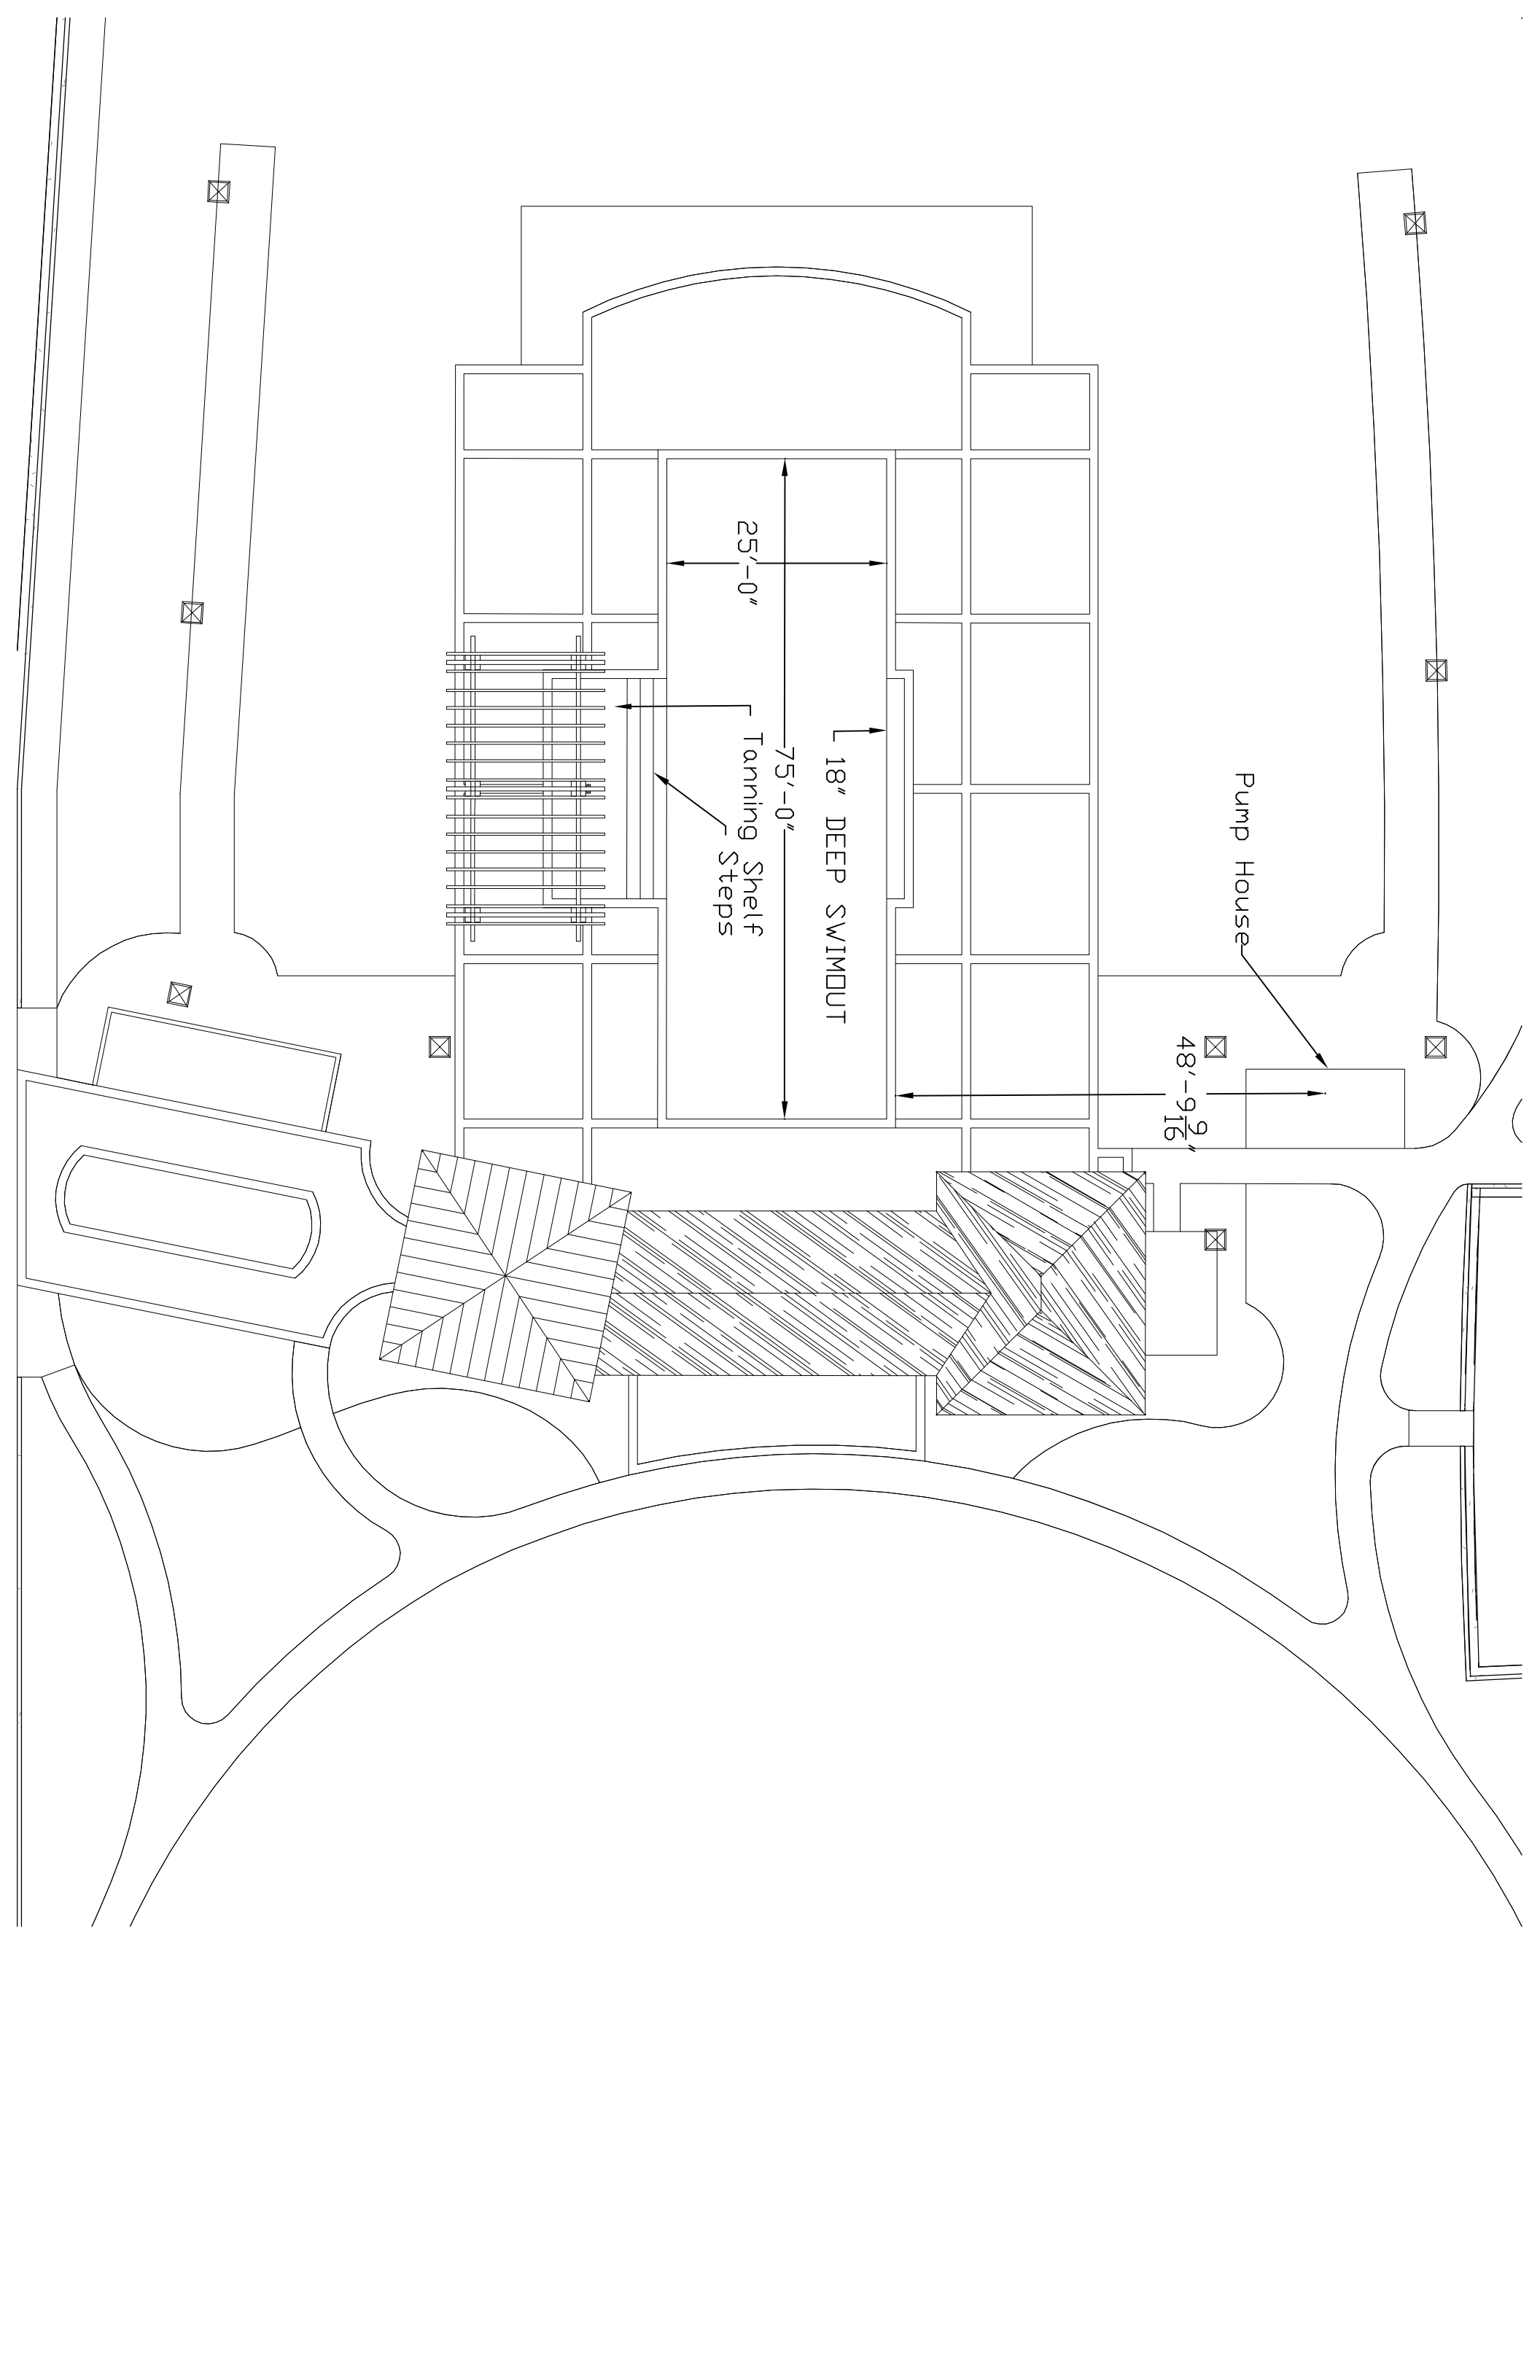 Pump House
48'-9 9/16"
18" DEEP SWIMOUT
75'-0"
25'-0"
Tanning Shelf
Steps